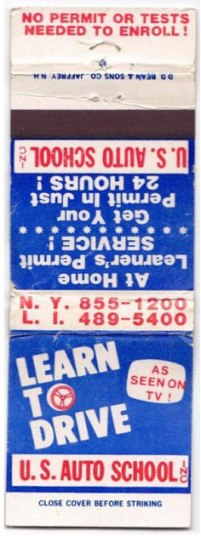 NO PERMIT OR TESTS
NEEDED TO ENROLL!
D.D. BEAN & SONS CO. JAFFREY, N.H.
At Home
Learner's Permit
SERVICE!
Get Your
Permit In Just
24 HOURS!
U.S. AUTO SCHOOL INC
N.Y. 855-1200
L.I. 489-5400
LEARN
TO
DRIVE
AS
SEEN ON
TV!
U.S. AUTO SCHOOL INC
CLOSE COVER BEFORE STRIKING